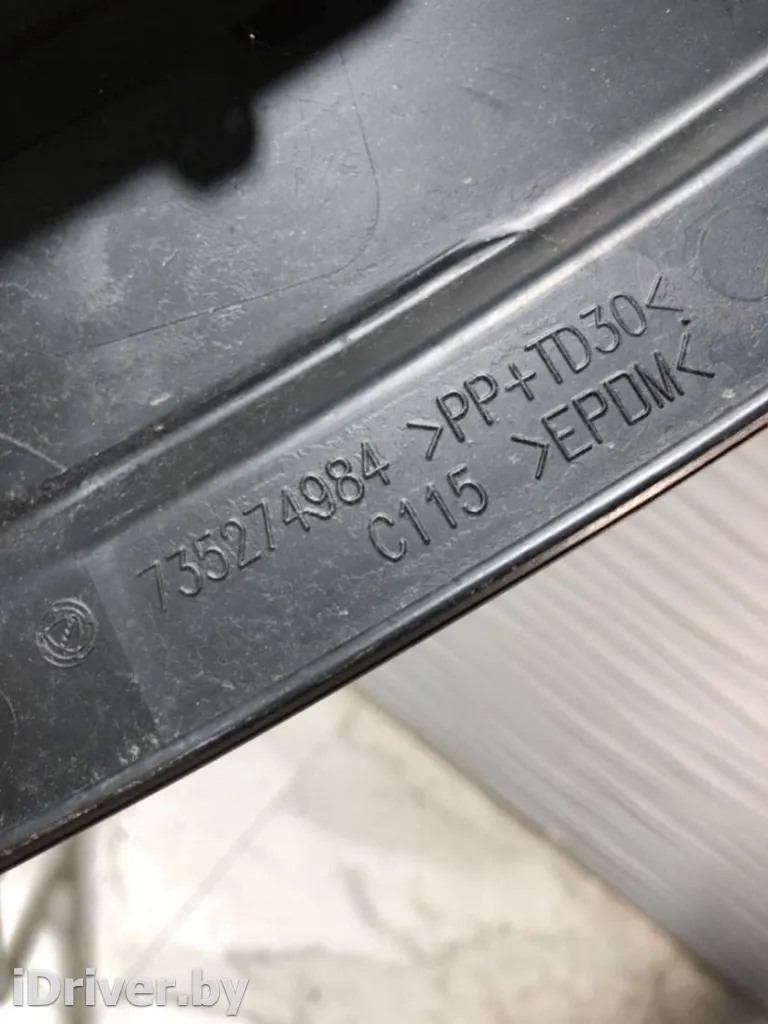 735274984 >PP+TD30<
C115 >EPDM<
iDriver.by